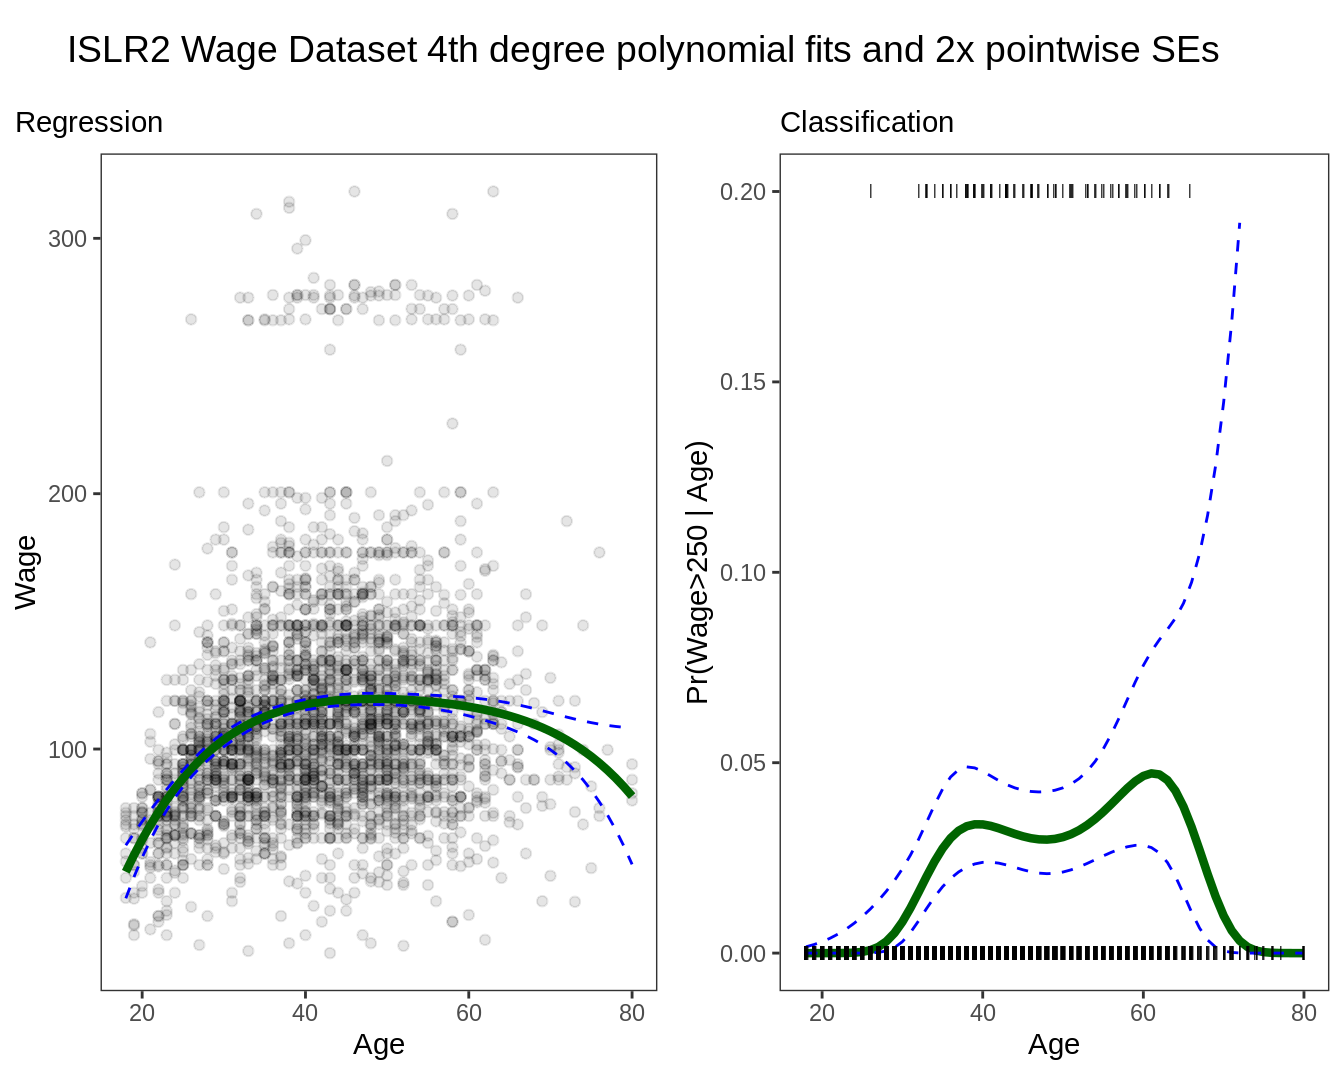 ISLR2 Wage Dataset 4th degree polynomial fits and 2x pointwise SEs
Regression
Wage
300
200
100
20 40 60 80
Age
Classification
Pr(Wage>250 | Age)
0.20
0.15
0.10
0.05
0.00
20 40 60 80
Age